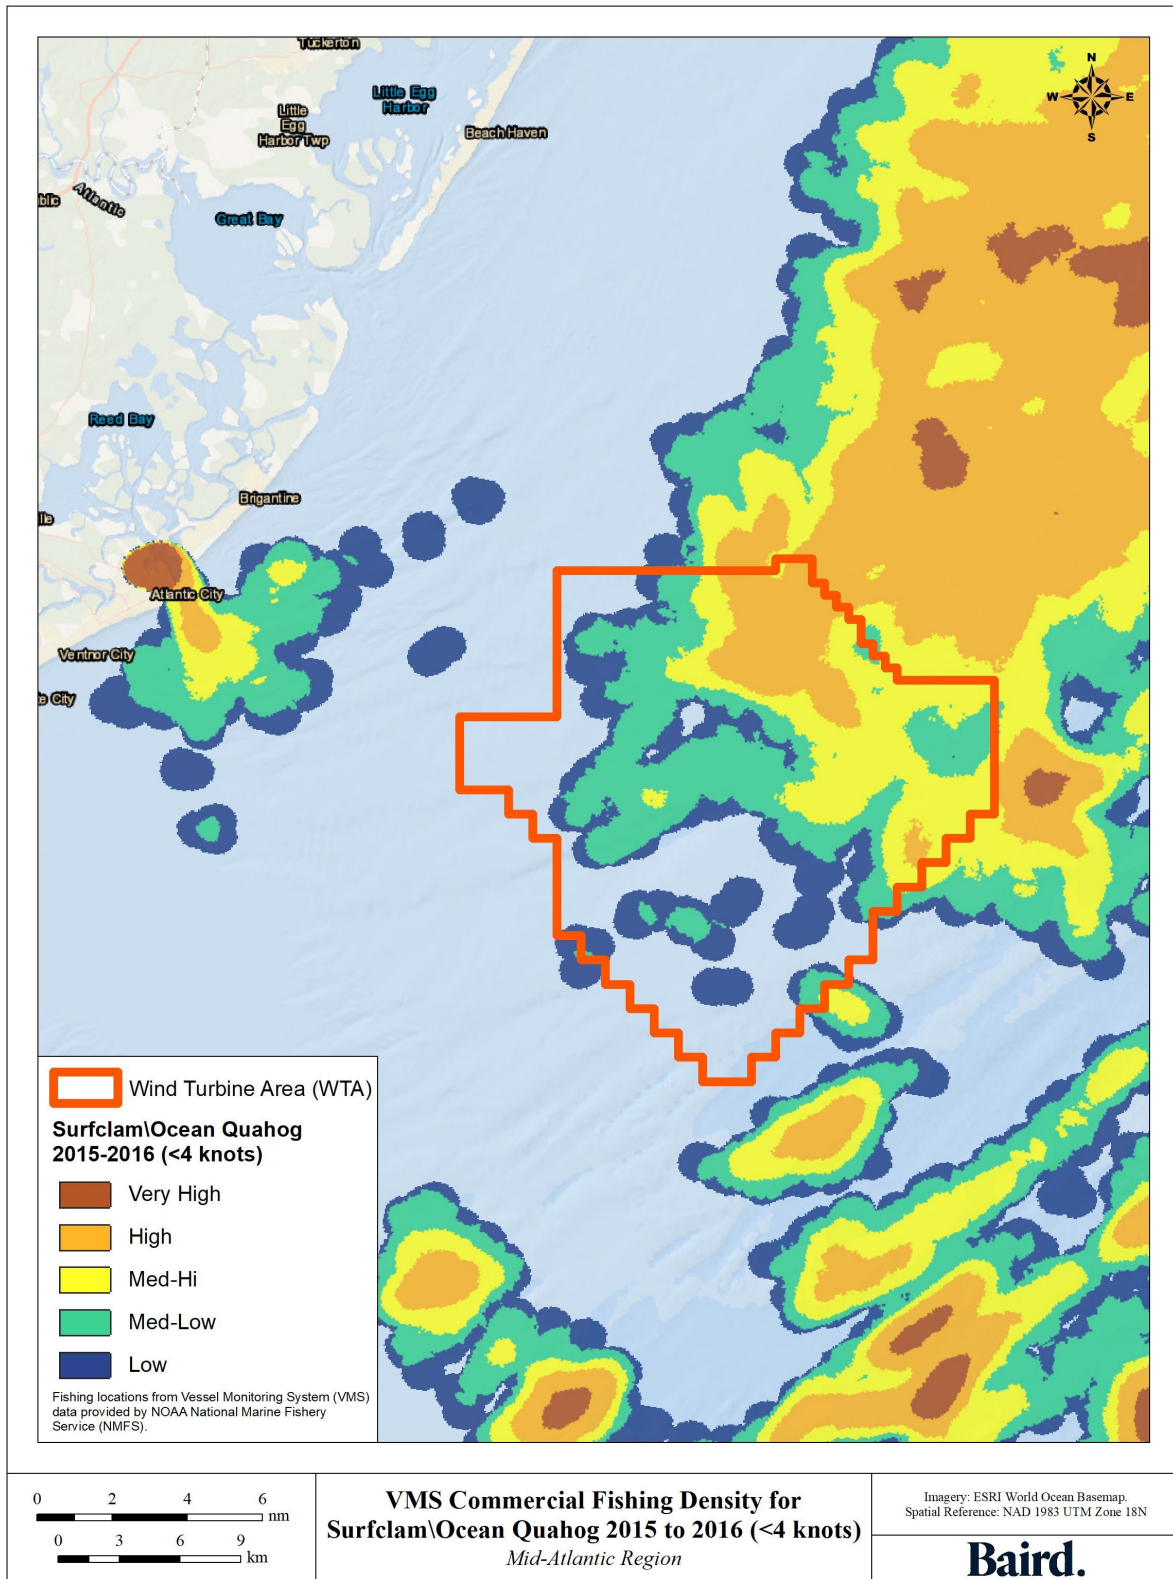 Tuckerton
Little Egg
Harbor
Little
Egg
Harbor Twp
Beach Haven
N
W
E
S
blic
Atlantic
Great Bay
Reed Bay
Brigantine
lle
Atlantic City
Ventnor City
te City
Wind Turbine Area (WTA)
Surfclam\Ocean Quahog
2015-2016 (<4 knots)
Very High
High
Med-Hi
Med-Low
Low
Fishing locations from Vessel Monitoring System (VMS)
data provided by NOAA National Marine Fishery
Service (NMFS).
0 2 4 6
nm
0 3 6 9
km
VMS Commercial Fishing Density for
Surfclam\Ocean Quahog 2015 to 2016 (<4 knots)
Mid-Atlantic Region
Imagery: ESRI World Ocean Basemap.
Spatial Reference: NAD 1983 UTM Zone 18N
Baird.